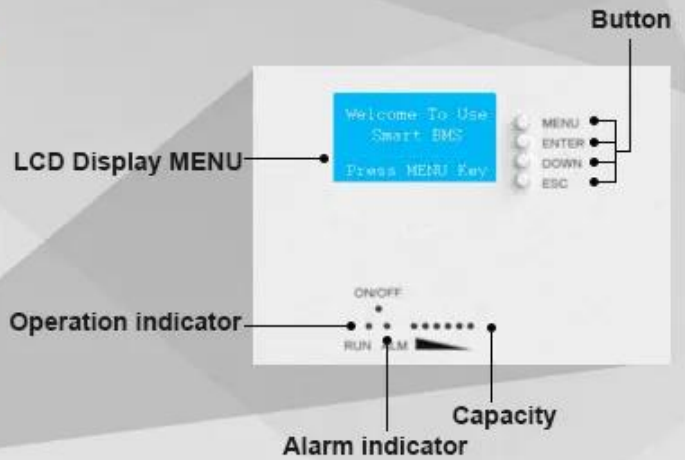 Button
Welcome To Use
Smart BMS
Press MENU Key
MENU
ENTER
DOWN
ESC
LCD Display MENU
ON/OFF
Operation indicator
RUN ALM
Capacity
Alarm indicator